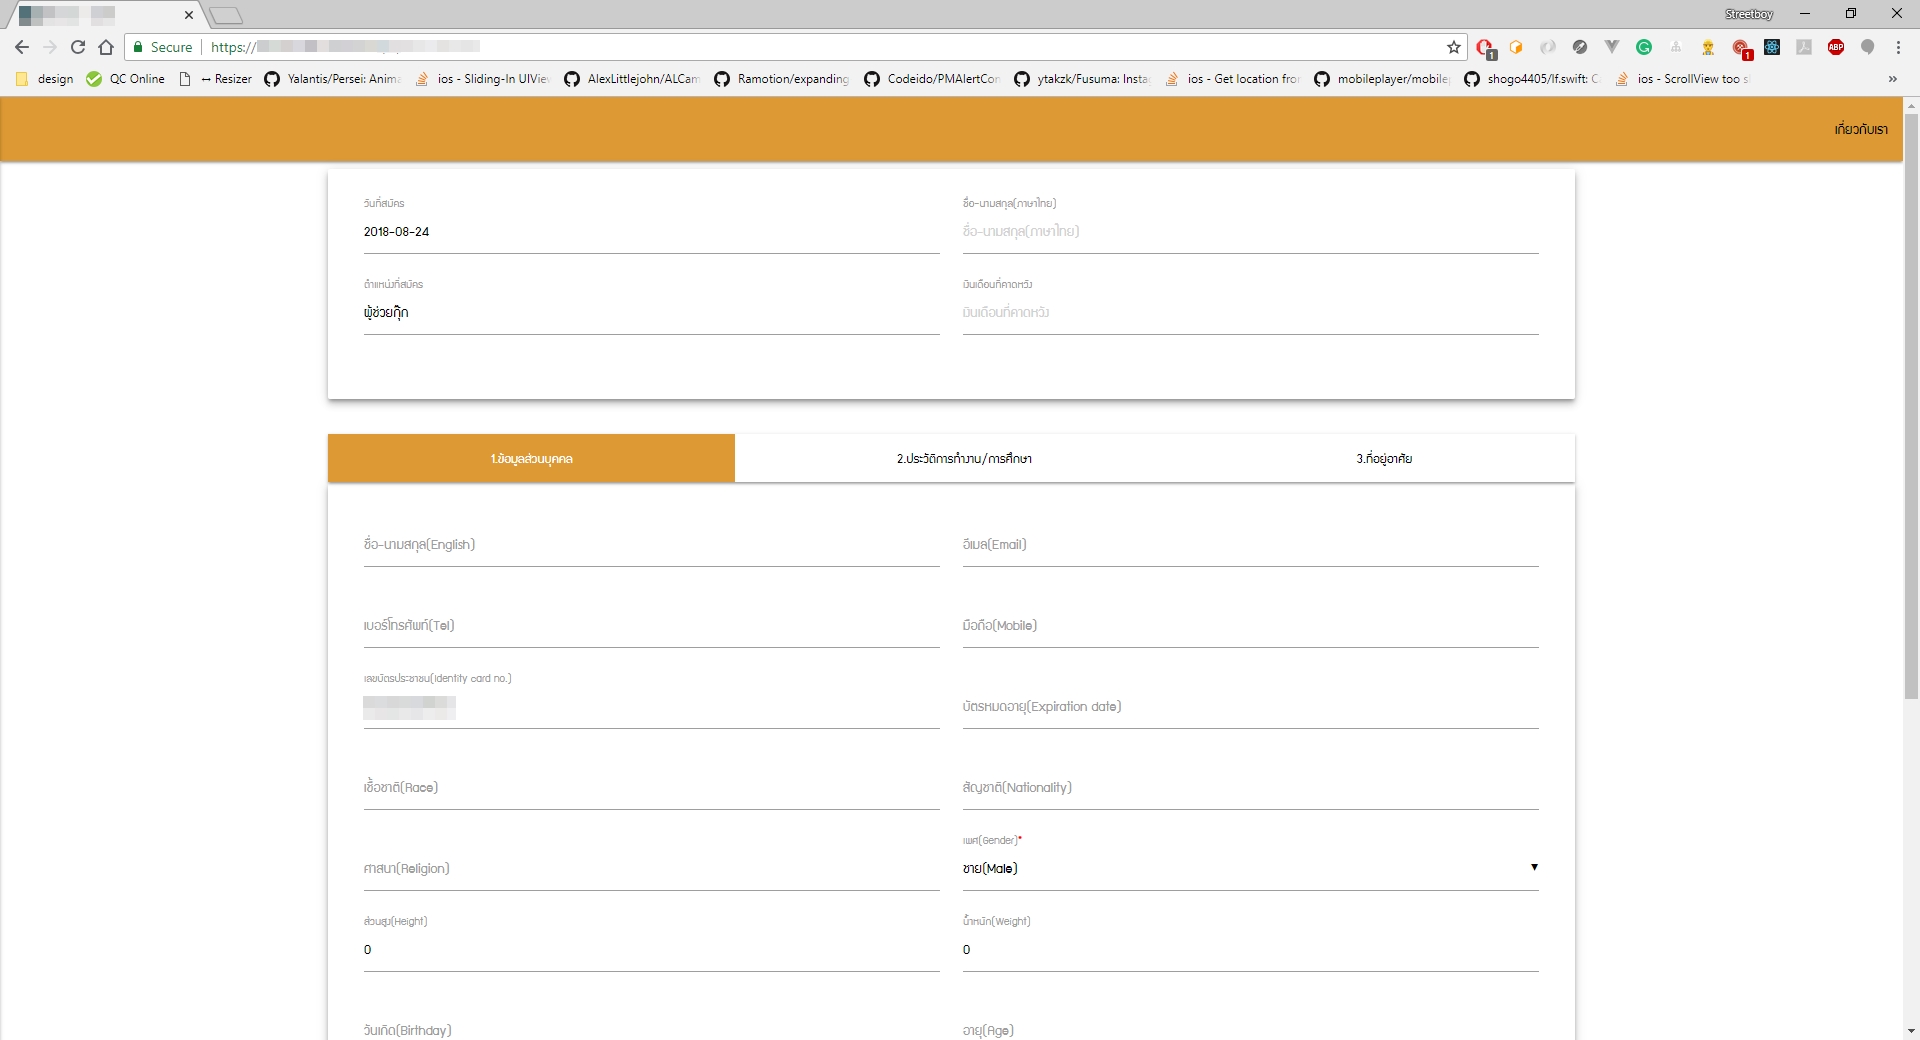 Streetboy
Secure https://
design QC Online ↔ Resizer Yalantis/Persei: Anima ios - Sliding-In UIView AlexLittlejohn/ALCam Ramotion/expanding Codeido/PMAlertCon ytakzk/Fusuma: Insta ios - Get location from mobileplayer/mobilep shogo4405/lf.swift: C ios - ScrollView too s »
เกี่ยวกับเรา
วันที่สมัคร ชื่อ-นามสกุล(ภาษาไทย)
2018-08-24 ชื่อ-นามสกุล(ภาษาไทย)
ตำแหน่งที่สมัคร เงินเดือนที่คาดหวัง
ผู้ช่วยกุ๊ก เงินเดือนที่คาดหวัง
1.ข้อมูลส่วนบุคคล 2.ประวัติการทำงาน/การศึกษา 3.ที่อยู่อาศัย
ชื่อ-นามสกุล(English) อีเมล(Email)
เบอร์โทรศัพท์(Tel) มือถือ(Mobile)
เลขบัตรประชาชน(Identity card no.)
บัตรหมดอายุ(Expiration date)
เชื้อชาติ(Race) สัญชาติ(Nationality)
เพศ(Gender)*
ศาสนา(Religion) ชาย(Male)
ส่วนสูง(Height) น้ำหนัก(Weight)
0 0
วันเกิด(Birthday) อายุ(Age)